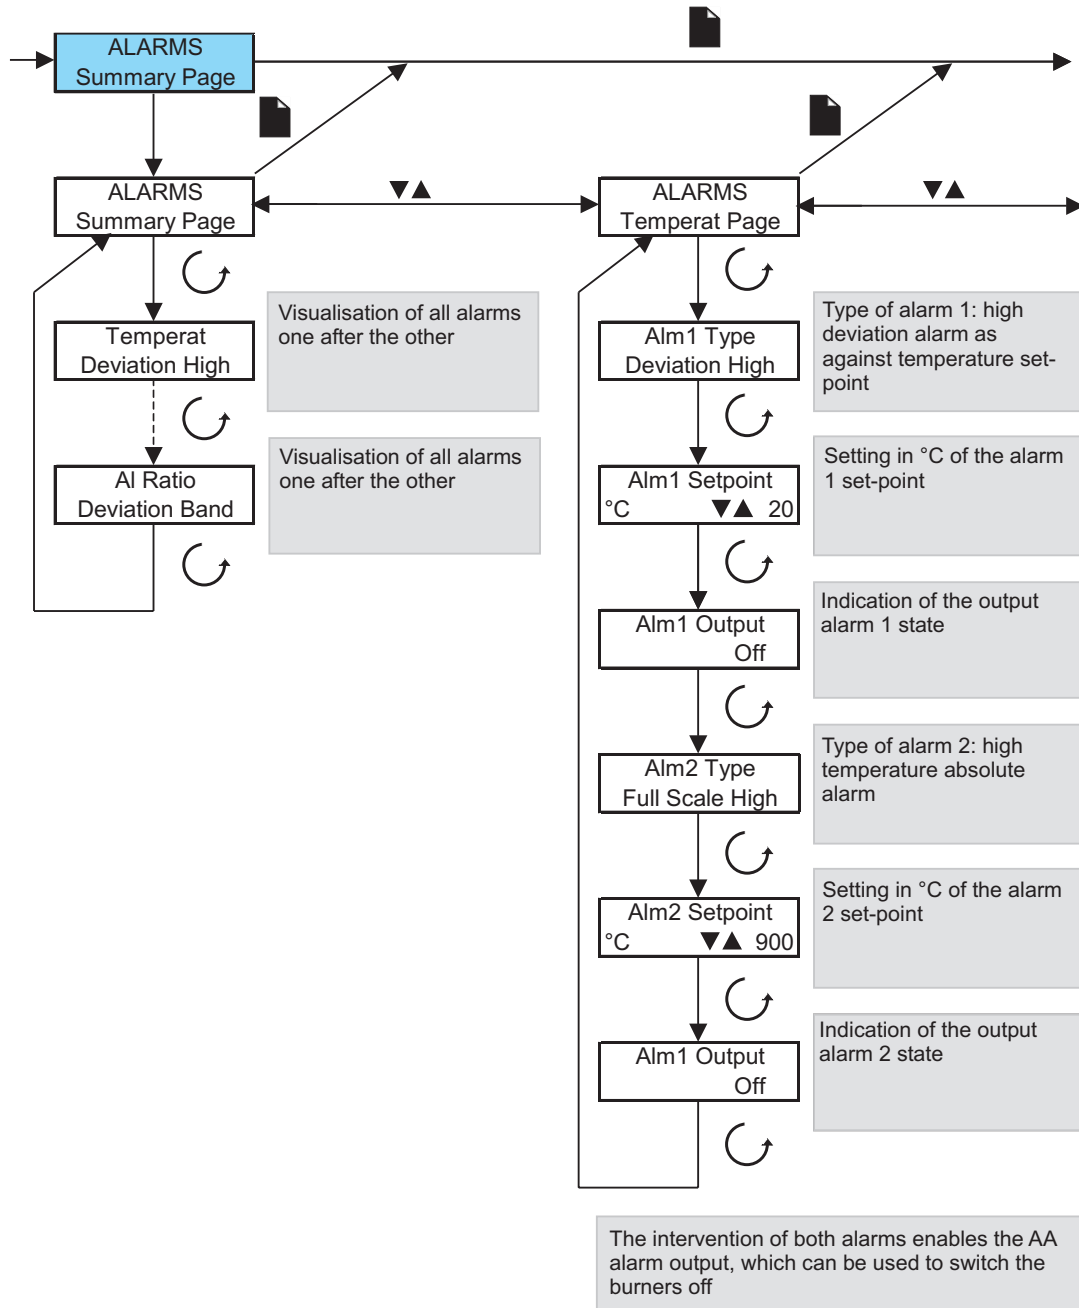 ALARMS
Summary Page
ALARMS
Summary Page
▼▲
ALARMS
Temperat Page
▼▲
Temperat
Deviation High
Visualisation of all alarms
one after the other
AI Ratio
Deviation Band
Visualisation of all alarms
one after the other
Alm1 Type
Deviation High
Type of alarm 1: high
deviation alarm as
against temperature set-
point
Alm1 Setpoint
°C ▼▲ 20
Setting in °C of the alarm
1 set-point
Alm1 Output
Off
Indication of the output
alarm 1 state
Alm2 Type
Full Scale High
Type of alarm 2: high
temperature absolute
alarm
Alm2 Setpoint
°C ▼▲ 900
Setting in °C of the alarm
2 set-point
Alm1 Output
Off
Indication of the output
alarm 2 state
The intervention of both alarms enables the AA
alarm output, which can be used to switch the
burners off